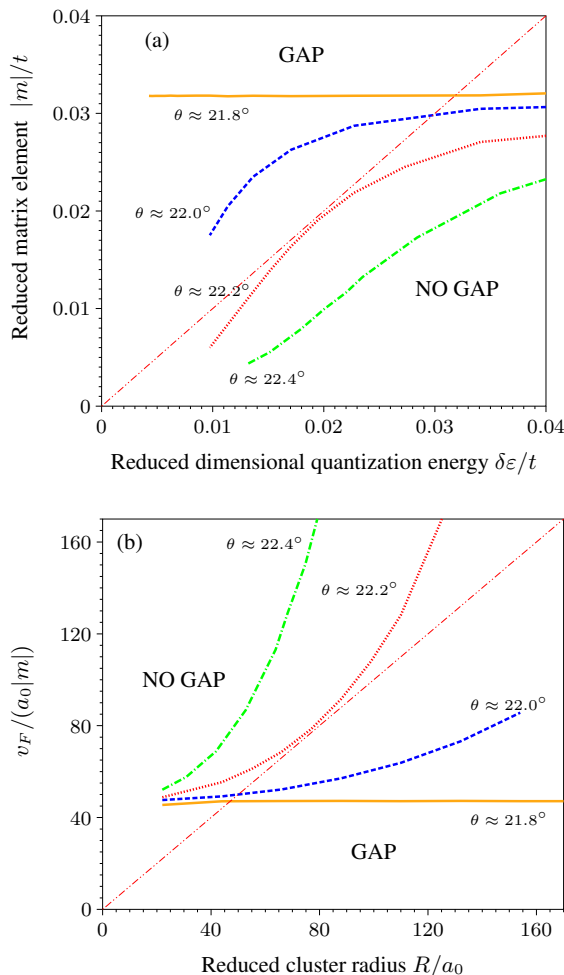 0.04
(a)
GAP
0.03
θ ≈ 21.8°
0.02
θ ≈ 22.0°
0.01
θ ≈ 22.2°
NO GAP
θ ≈ 22.4°
0
0 0.01 0.02 0.03 0.04
Reduced matrix element |m|/t
Reduced dimensional quantization energy δε/t
160
(b)
θ ≈ 22.4°
θ ≈ 22.2°
120
NO GAP
80
θ ≈ 22.0°
40
θ ≈ 21.8°
GAP
0
0 40 80 120 160
v_F/(a_0|m|)
Reduced cluster radius R/a_0